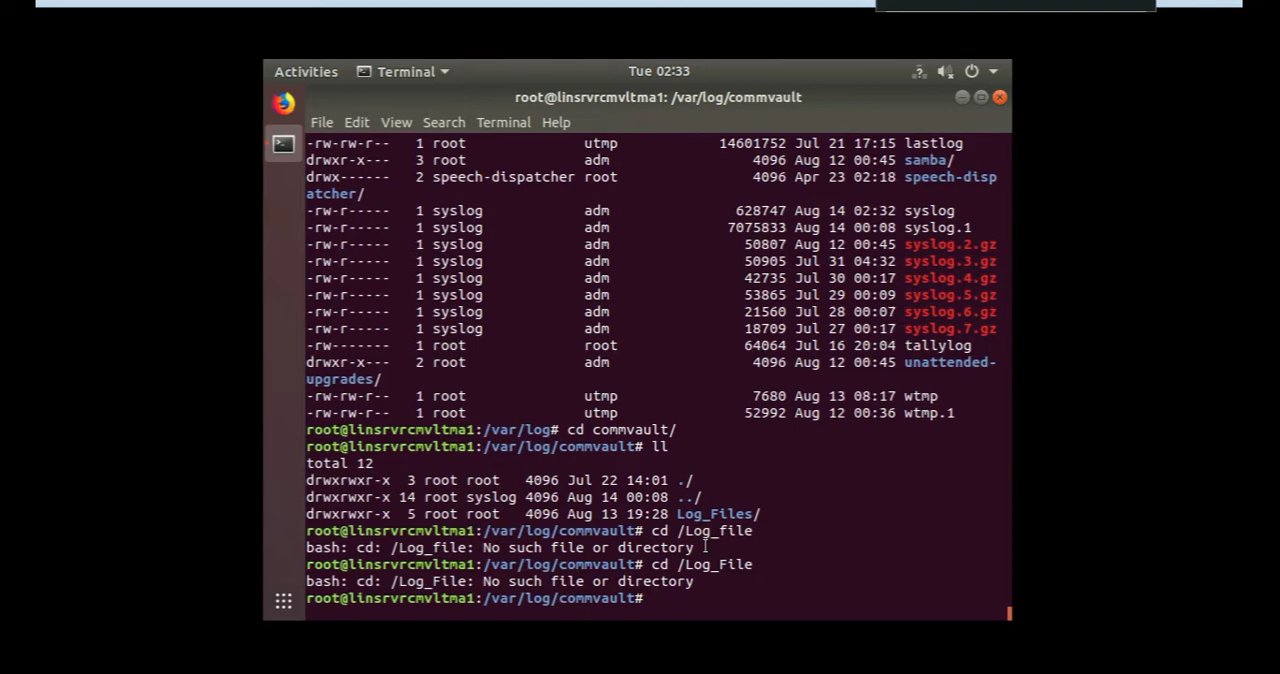 Activities Terminal Tue 02:33
root@linsrvrcmvltma1: /var/log/commvault
File Edit View Search Terminal Help
-rw-rw-r-- 1 root utmp 14601752 Jul 21 17:15 lastlog
drwxr-x--- 3 root adm 4096 Aug 12 00:45 samba/
drwx------ 2 speech-dispatcher root 4096 Apr 23 02:18 speech-disp
atcher/
-rw-r----- 1 syslog adm 628747 Aug 14 02:32 syslog
-rw-r----- 1 syslog adm 7075833 Aug 14 00:08 syslog.1
-rw-r----- 1 syslog adm 50807 Aug 12 00:45 syslog.2.gz
-rw-r----- 1 syslog adm 50905 Jul 31 04:32 syslog.3.gz
-rw-r----- 1 syslog adm 42735 Jul 30 00:17 syslog.4.gz
-rw-r----- 1 syslog adm 53865 Jul 29 00:09 syslog.5.gz
-rw-r----- 1 syslog adm 21560 Jul 28 00:07 syslog.6.gz
-rw-r----- 1 syslog adm 18709 Jul 27 00:17 syslog.7.gz
-rw------- 1 root root 64064 Jul 16 20:04 tallylog
drwxr-x--- 2 root adm 4096 Aug 12 00:45 unattended-
upgrades/
-rw-rw-r-- 1 root utmp 7680 Aug 13 08:17 wtmp
-rw-rw-r-- 1 root utmp 52992 Aug 12 00:36 wtmp.1
root@linsrvrcmvltma1:/var/log# cd commvault/
root@linsrvrcmvltma1:/var/log/commvault# ll
total 12
drwxrwxr-x 3 root root 4096 Jul 22 14:01 ./
drwxrwxr-x 14 root syslog 4096 Aug 14 00:08 ../
drwxrwxr-x 5 root root 4096 Aug 13 19:28 Log_Files/
root@linsrvrcmvltma1:/var/log/commvault# cd /Log_file
bash: cd: /Log_file: No such file or directory
root@linsrvrcmvltma1:/var/log/commvault# cd /Log_File
bash: cd: /Log_File: No such file or directory
root@linsrvrcmvltma1:/var/log/commvault#